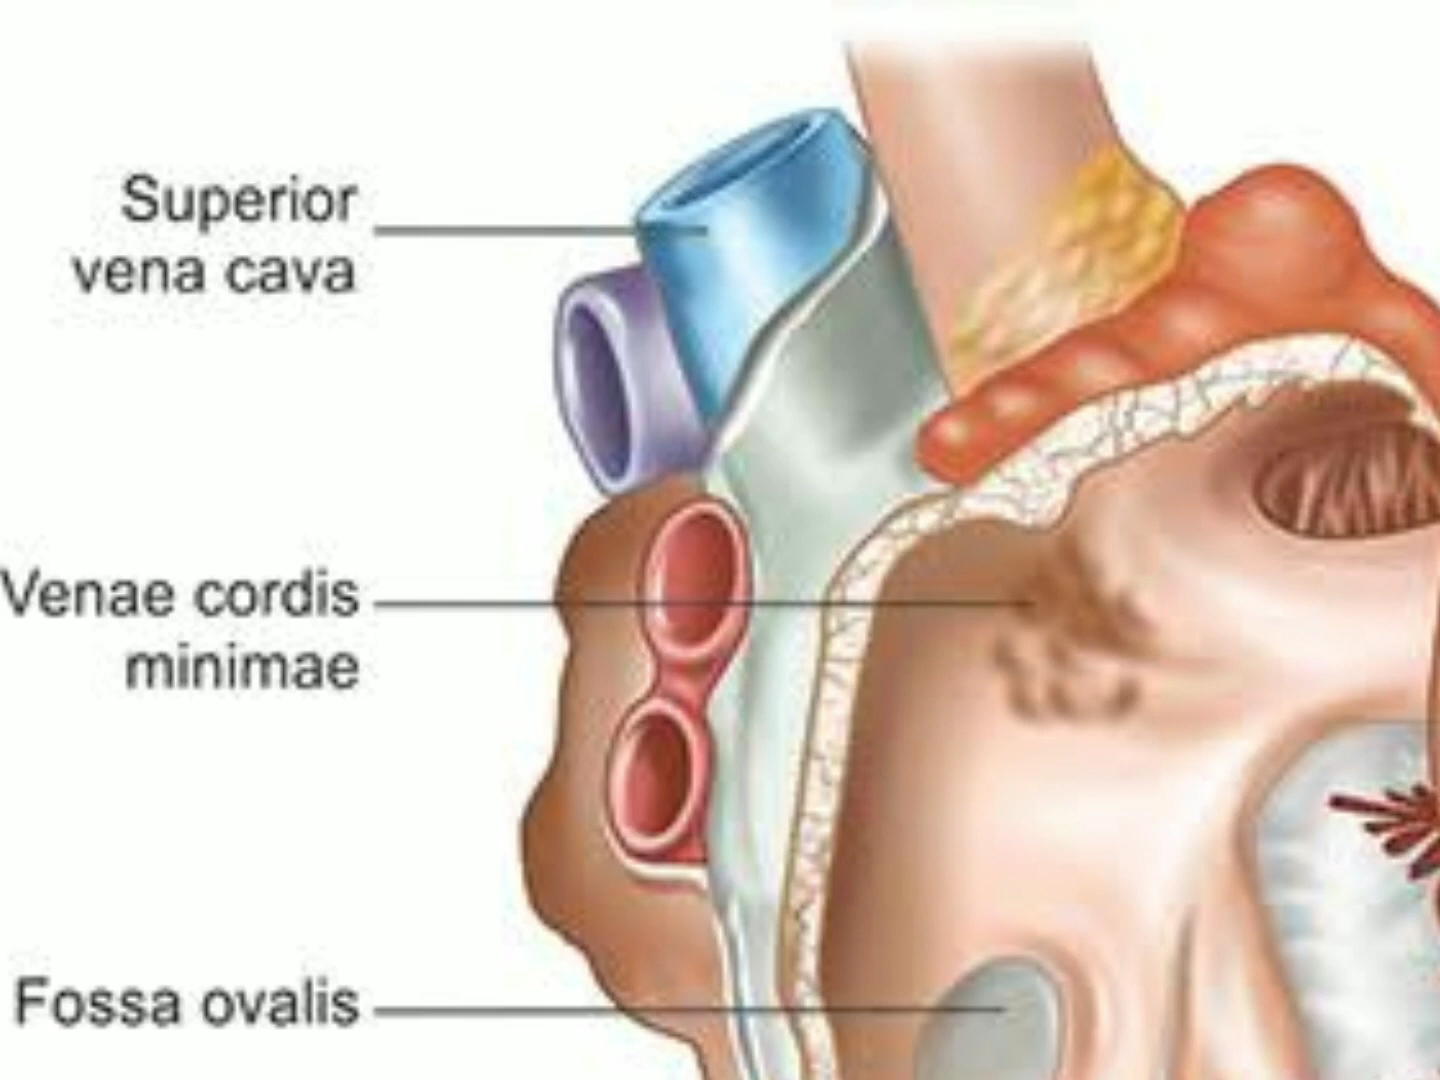 Superior
vena cava
Venae cordis
minimae
Fossa ovalis